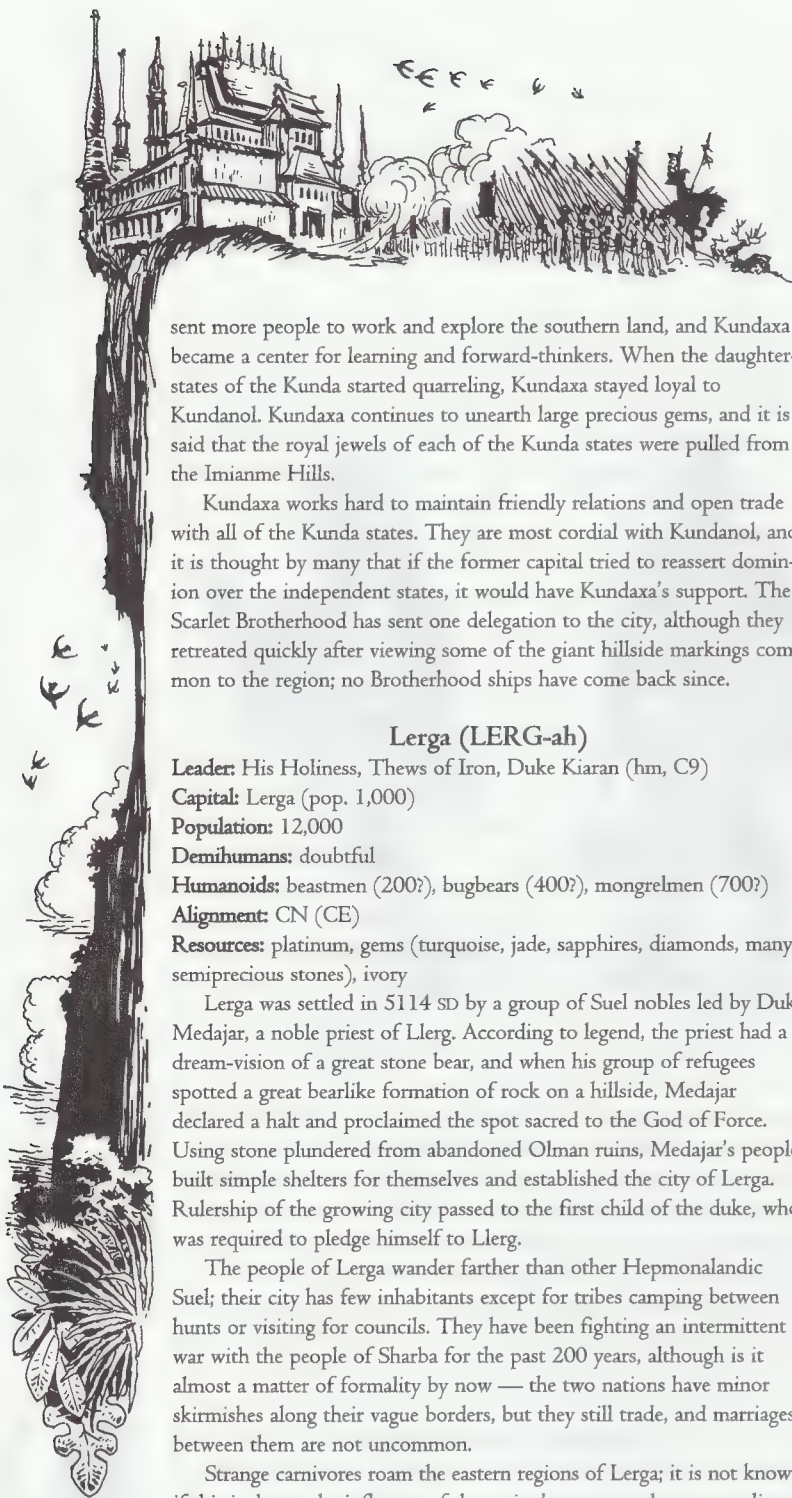 sent more people to work and explore the southern land, and Kundaxa
became a center for learning and forward-thinkers. When the daughter-
states of the Kunda started quarreling, Kundaxa stayed loyal to
Kundanol. Kundaxa continues to unearth large precious gems, and it is
said that the royal jewels of each of the Kunda states were pulled from
the Imianme Hills.
Kundaxa works hard to maintain friendly relations and open trade
with all of the Kunda states. They are most cordial with Kundanol, and
it is thought by many that if the former capital tried to reassert domin-
ion over the independent states, it would have Kundaxa's support. The
Scarlet Brotherhood has sent one delegation to the city, although they
retreated quickly after viewing some of the giant hillside markings com-
mon to the region; no Brotherhood ships have come back since.
Lerga (LERG-ah)
Leader: His Holiness, Thews of Iron, Duke Kiaran (hm, C9)
Capital: Lerga (pop. 1,000)
Population: 12,000
Demihumans: doubtful
Humanoids: beastmen (200?), bugbears (400?), mongrelmen (700?)
Alignment: CN (CE)
Resources: platinum, gems (turquoise, jade, sapphires, diamonds, many
semiprecious stones), ivory
Lerga was settled in 5114 SD by a group of Suel nobles led by Duk
Medajar, a noble priest of Llerg. According to legend, the priest had a
dream-vision of a great stone bear, and when his group of refugees
spotted a great bearlike formation of rock on a hillside, Medajar
declared a halt and proclaimed the spot sacred to the God of Force.
Using stone plundered from abandoned Olman ruins, Medajar's people
built simple shelters for themselves and established the city of Lerga.
Rulership of the growing city passed to the first child of the duke, who
was required to pledge himself to Llerg.
The people of Lerga wander farther than other Hepmonalandic
Suel; their city has few inhabitants except for tribes camping between
hunts or visiting for councils. They have been fighting an intermittent
war with the people of Sharba for the past 200 years, although is it
almost a matter of formality by now — the two nations have minor
skirmishes along their vague borders, but they still trade, and marriages
between them are not uncommon.
Strange carnivores roam the eastern regions of Lerga; it is not know